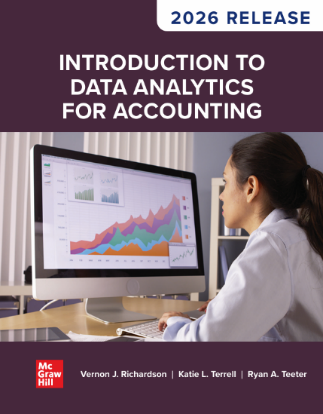 2026 RELEASE
INTRODUCTION TO
DATA ANALYTICS
FOR ACCOUNTING
Mc
Graw
Hill
Vernon J. Richardson | Katie L. Terrell | Ryan A. Teeter